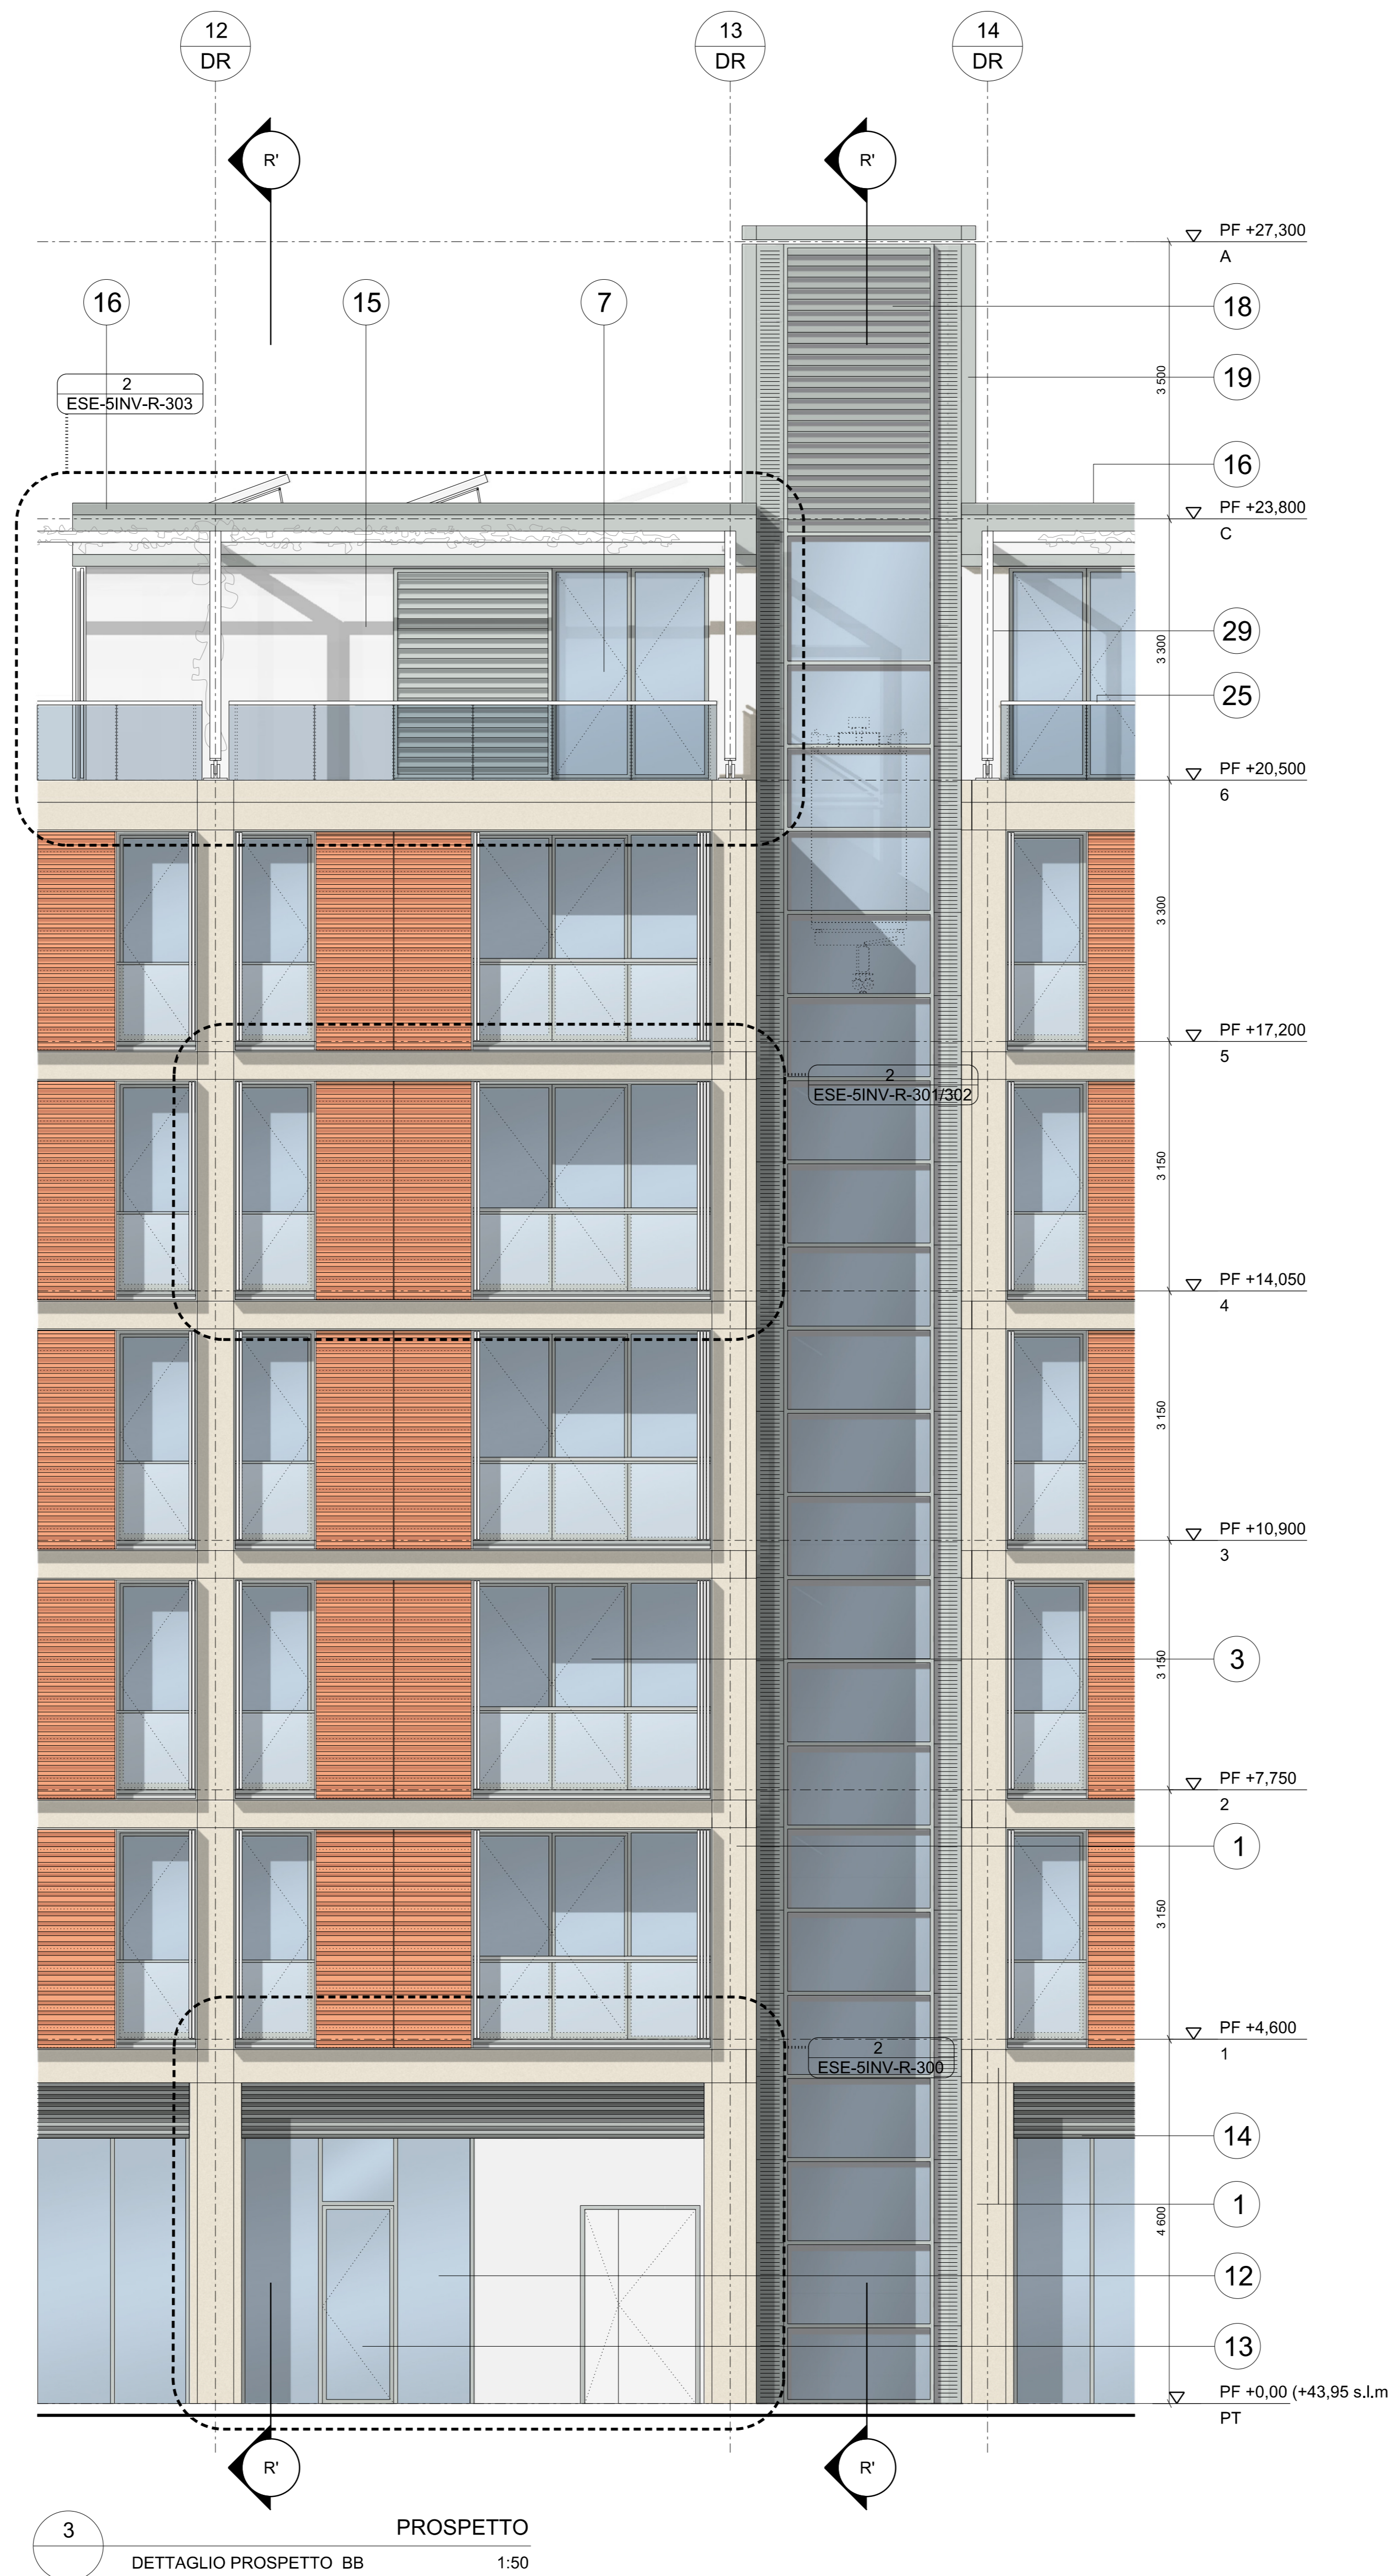 12
DR
13
DR
14
DR
R'
R'
PF +27,300
A
16
15
7
18
3 500
19
2
ESE-5INV-R-303
16
PF +23,800
C
29
3 300
25
PF +20,500
6
3 300
PF +17,200
5
2
ESE-5INV-R-301/302
3 150
PF +14,050
4
3 150
PF +10,900
3
3 150
3
PF +7,750
2
1
3 150
PF +4,600
1
2
ESE-5INV-R-300
14
1
4 600
12
13
PF +0,00 (+43,95 s.l.m
PT
R'
R'
3
PROSPETTO
DETTAGLIO PROSPETTO BB
1:50